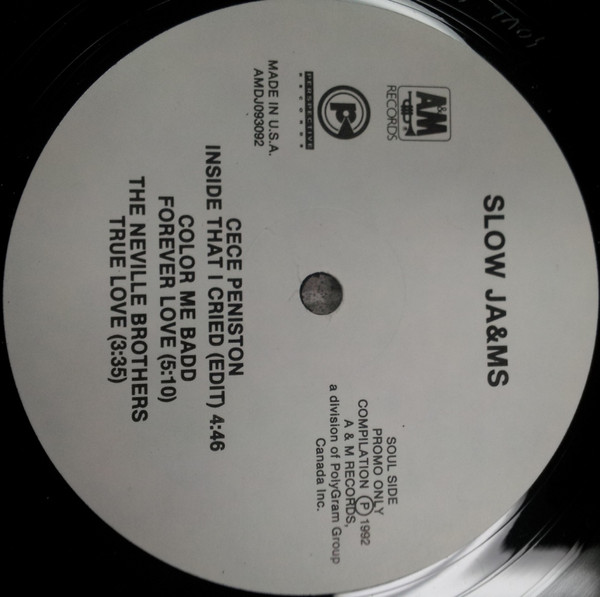 SLOW JA&MS
A&M
RECORDS
PERSPECTIVE
MADE IN U.S.A.
AMDJ093092
SOUL SIDE
PROMO ONLY
COMPILATION Ⓟ 1992
A & M RECORDS,
a division of PolyGram Group
Canada Inc.
CECE PENISTON
INSIDE THAT I CRIED (EDIT) 4:46
COLOR ME BADD
FOREVER LOVE (5:10)
THE NEVILLE BROTHERS
TRUE LOVE (3:35)